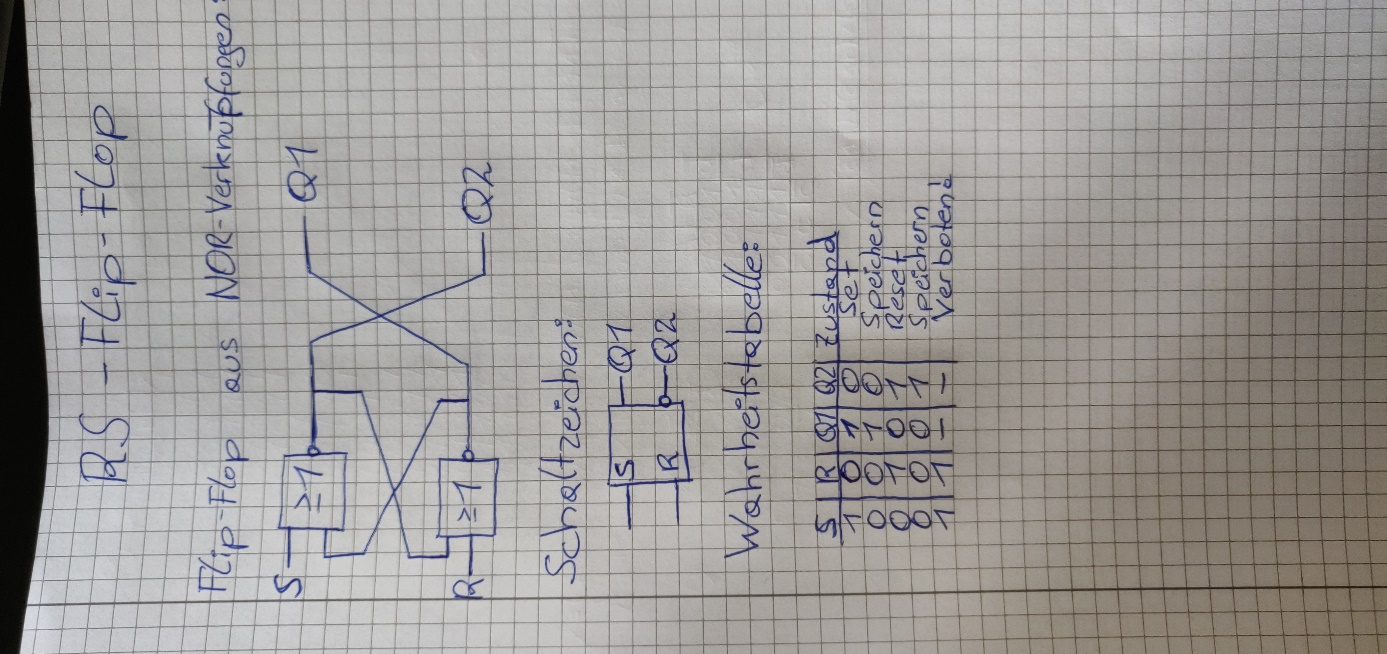 RS-Flip-Flop
Flip-Flop aus NOR-Verknüpfungen:
S ≥1 Q1
R ≥1 Q2
Schaltzeichen:
S Q1
R Q2
Wahrheitstabelle:
S R Q1 Q2 Zustand
1 0 1 0 Set
0 0 1 0 Speichern
0 1 0 1 Reset
0 0 0 1 Speichern
1 1 - - Verboten!